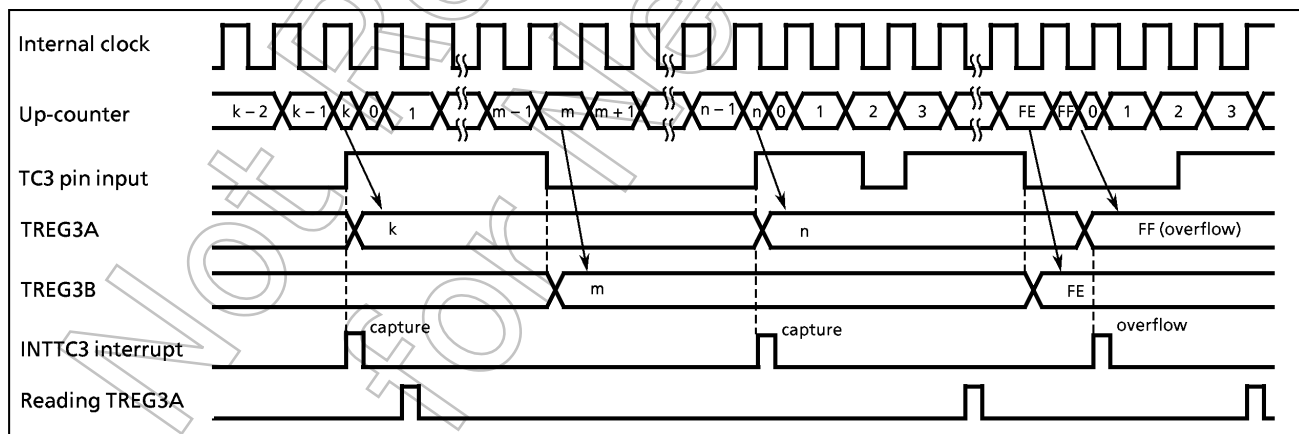 Internal clock
Up-counter k – 2 k – 1 k 0 1 m – 1 m m + 1 n – 1 n 0 1 2 3 FE FF 0 1 2 3
TC3 pin input
TREG3A k n FF (overflow)
TREG3B m FE
capture capture overflow
INTTC3 interrupt
Reading TREG3A